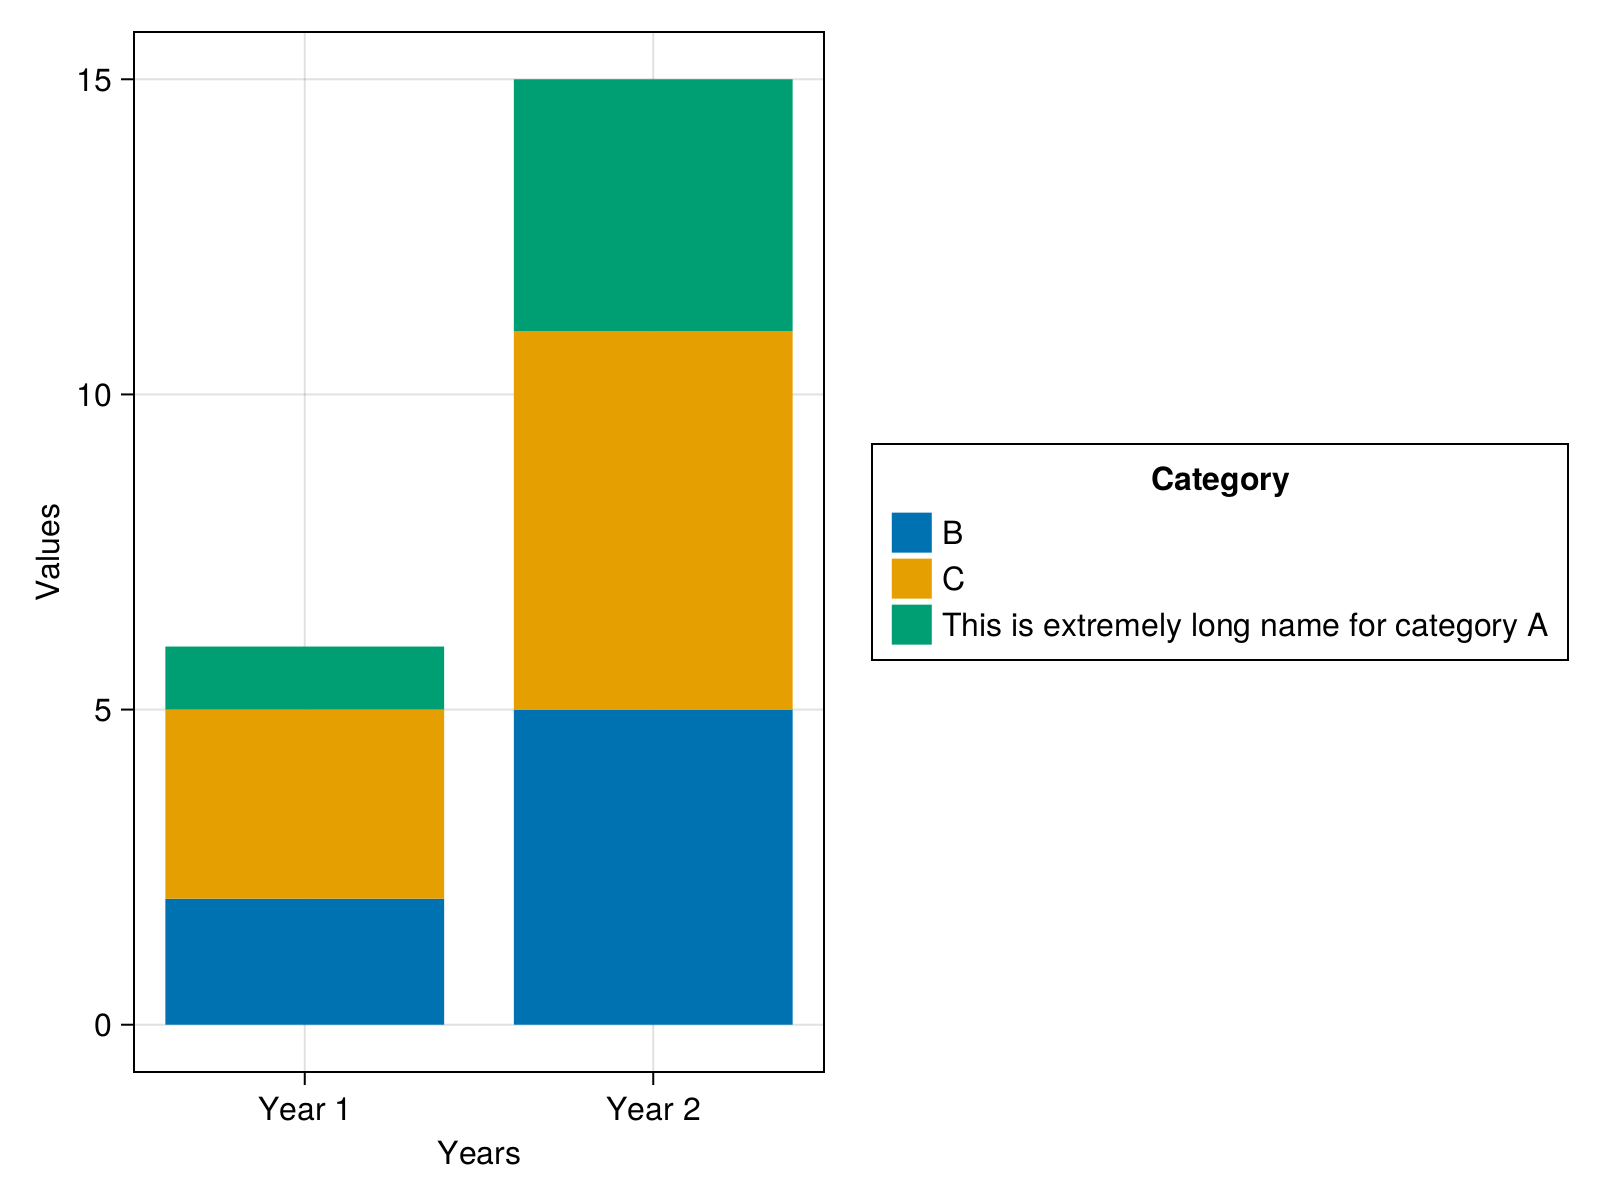 15
10
5
0
Values
Year 1
Year 2
Years
Category
B
C
This is extremely long name for category A